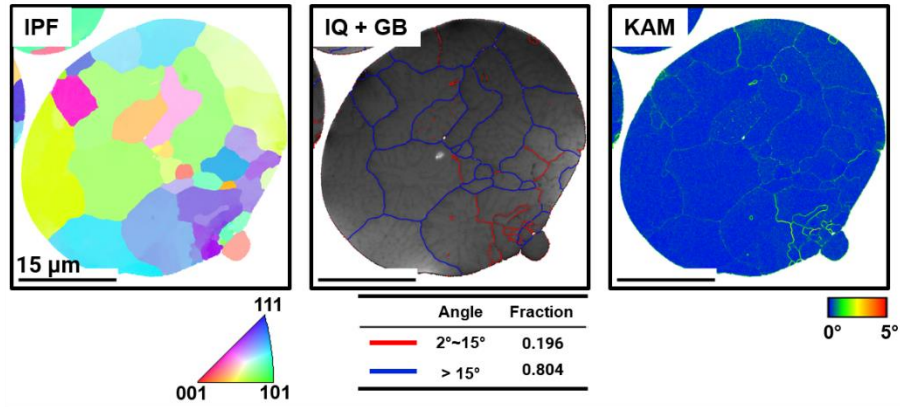 IPF
IQ + GB
KAM
15 µm
111
001
101
Angle Fraction
2°~15° 0.196
> 15° 0.804
0° 5°